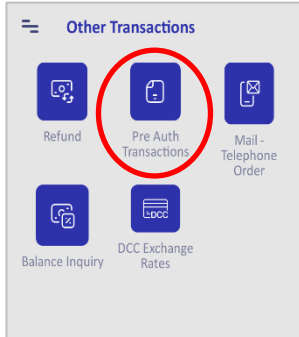 Other Transactions
Refund
Pre Auth
Transactions
Mail -
Telephone
Order
Balance Inquiry
DCC
DCC Exchange
Rates